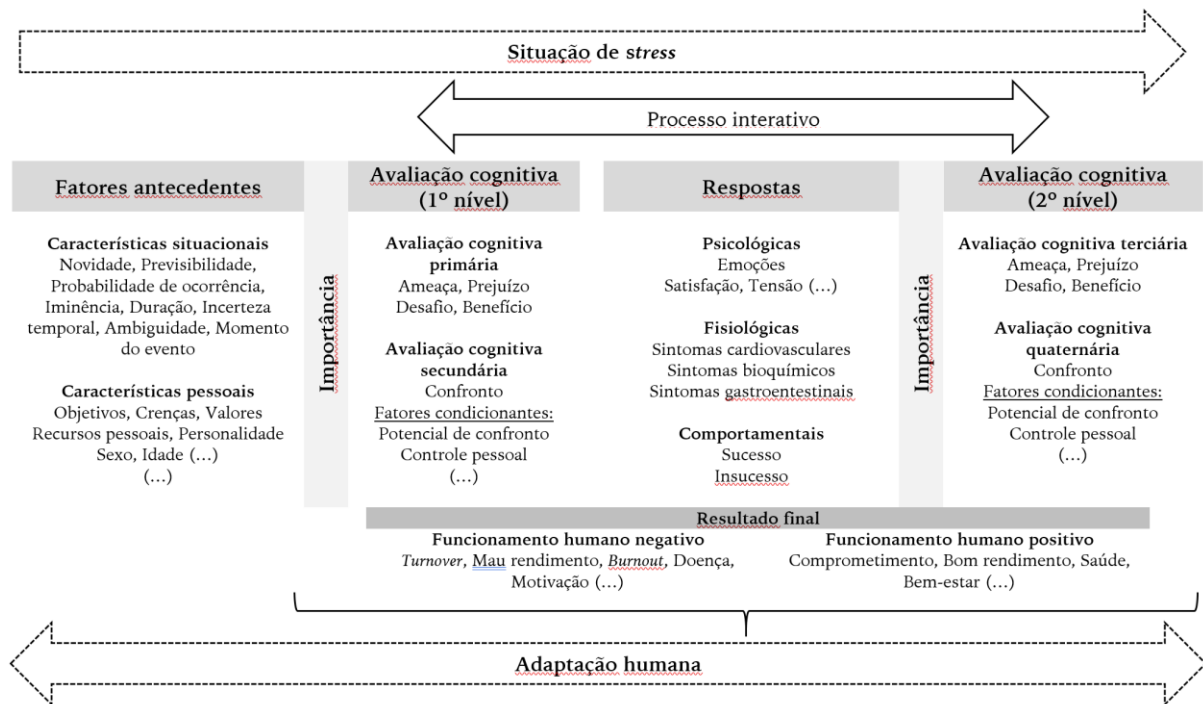 Situação de stress
Processo interativo
Fatores antecedentes
Características situacionais
Novidade, Previsibilidade,
Probabilidade de ocorrência,
Iminência, Duração, Incerteza
temporal, Ambiguidade, Momento
do evento
Características pessoais
Objetivos, Crenças, Valores
Recursos pessoais, Personalidade
Sexo, Idade (…)
(…)
Importância
Avaliação cognitiva
(1º nível)
Avaliação cognitiva
primária
Ameaça, Prejuízo
Desafio, Benefício
Avaliação cognitiva
secundária
Confronto
Fatores condicionantes:
Potencial de confronto
Controle pessoal
(…)
Respostas
Psicológicas
Emoções
Satisfação, Tensão (…)
Fisiológicas
Sintomas cardiovasculares
Sintomas bioquímicos
Sintomas gastroentestinais
Comportamentais
Sucesso
Insucesso
Importância
Avaliação cognitiva
(2º nível)
Avaliação cognitiva terciária
Ameaça, Prejuízo
Desafio, Benefício
Avaliação cognitiva
quaternária
Confronto
Fatores condicionantes:
Potencial de confronto
Controle pessoal
(…)
Resultado final
Funcionamento humano negativo
Turnover, Mau rendimento, Burnout, Doença,
Motivação (…)
Funcionamento humano positivo
Comprometimento, Bom rendimento, Saúde,
Bem-estar (…)
Adaptação humana